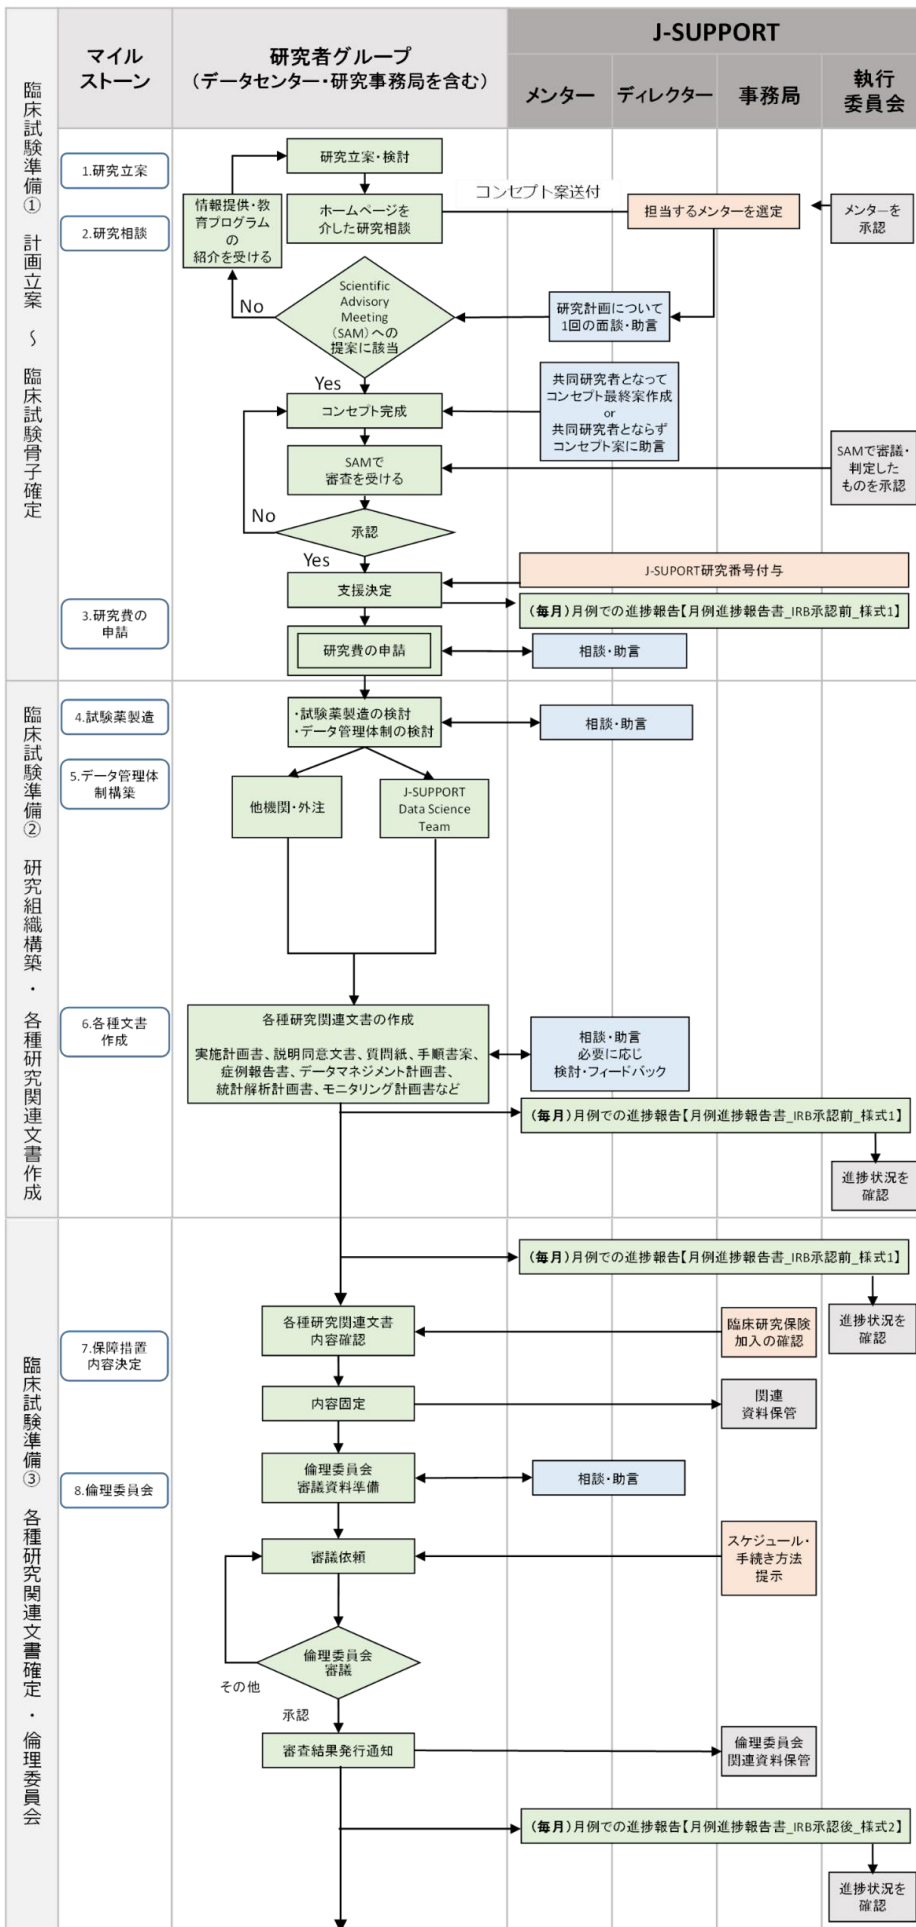 J-SUPPORT
マイル
ストーン
研究者グループ
(データセンター・研究事務局を含む)
メンター
ディレクター
事務局
執行
委員会
臨床試験準備① 計画立案 ～ 臨床試験骨子確定
1.研究立案
研究立案・検討
2.研究相談
情報提供・教
育プログラム
の
紹介を受ける
ホームページを
介した研究相談
コンセプト案送付
担当するメンターを選定
メンターを
承認
Scientific
Advisory
Meeting
(SAM)への
提案に該当
No
研究計画について
1回の面談・助言
Yes
コンセプト完成
共同研究者となって
コンセプト最終案作成
or
共同研究者とならず
コンセプト案に助言
SAMで
審査を受ける
SAMで審議・
判定した
ものを承認
No
承認
Yes
支援決定
J-SUPORT研究番号付与
(毎月)月例での進捗報告【月例進捗報告書_IRB承認前_様式1】
3.研究費の
申請
研究費の申請
相談・助言
臨床試験準備② 研究組織構築・各種研究関連文書作成
4.試験薬製造
・試験薬製造の検討
・データ管理体制の検討
相談・助言
5.データ管理体
制構築
他機関・外注
J-SUPPORT
Data Science
Team
6.各種文書
作成
各種研究関連文書の作成
実施計画書、説明同意文書、質問紙、手順書案、
症例報告書、データマネジメント計画書、
統計解析計画書、モニタリング計画書など
相談・助言
必要に応じ
検討・フィードバック
(毎月)月例での進捗報告【月例進捗報告書_IRB承認前_様式1】
進捗状況を
確認
臨床試験準備③ 各種研究関連文書確定・倫理委員会
(毎月)月例での進捗報告【月例進捗報告書_IRB承認前_様式1】
進捗状況を
確認
7.保障措置
内容決定
各種研究関連文書
内容確認
臨床研究保険
加入の確認
内容固定
関連
資料保管
8.倫理委員会
倫理委員会
審議資料準備
相談・助言
審議依頼
スケジュール・
手続き方法
提示
倫理委員会
審議
その他
承認
審査結果発行通知
倫理委員会
関連資料保管
(毎月)月例での進捗報告【月例進捗報告書_IRB承認後_様式2】
進捗状況を
確認